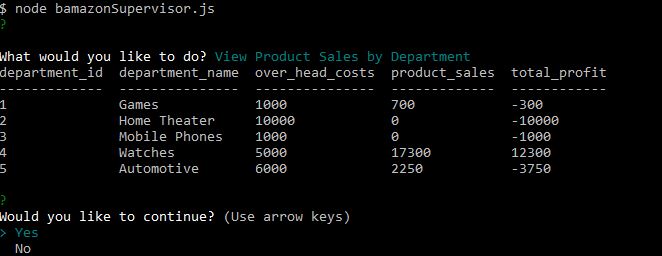 $ node bamazonSupervisor.js
?
What would you like to do? View Product Sales by Department
department_id  department_name  over_head_costs  product_sales  total_profit
-------------  ---------------  ---------------  -------------  ------------
1              Games            1000             700            -300
2              Home Theater     10000            0              -10000
3              Mobile Phones    1000             0              -1000
4              Watches          5000             17300          12300
5              Automotive       6000             2250           -3750
?
Would you like to continue? (Use arrow keys)
> Yes
  No